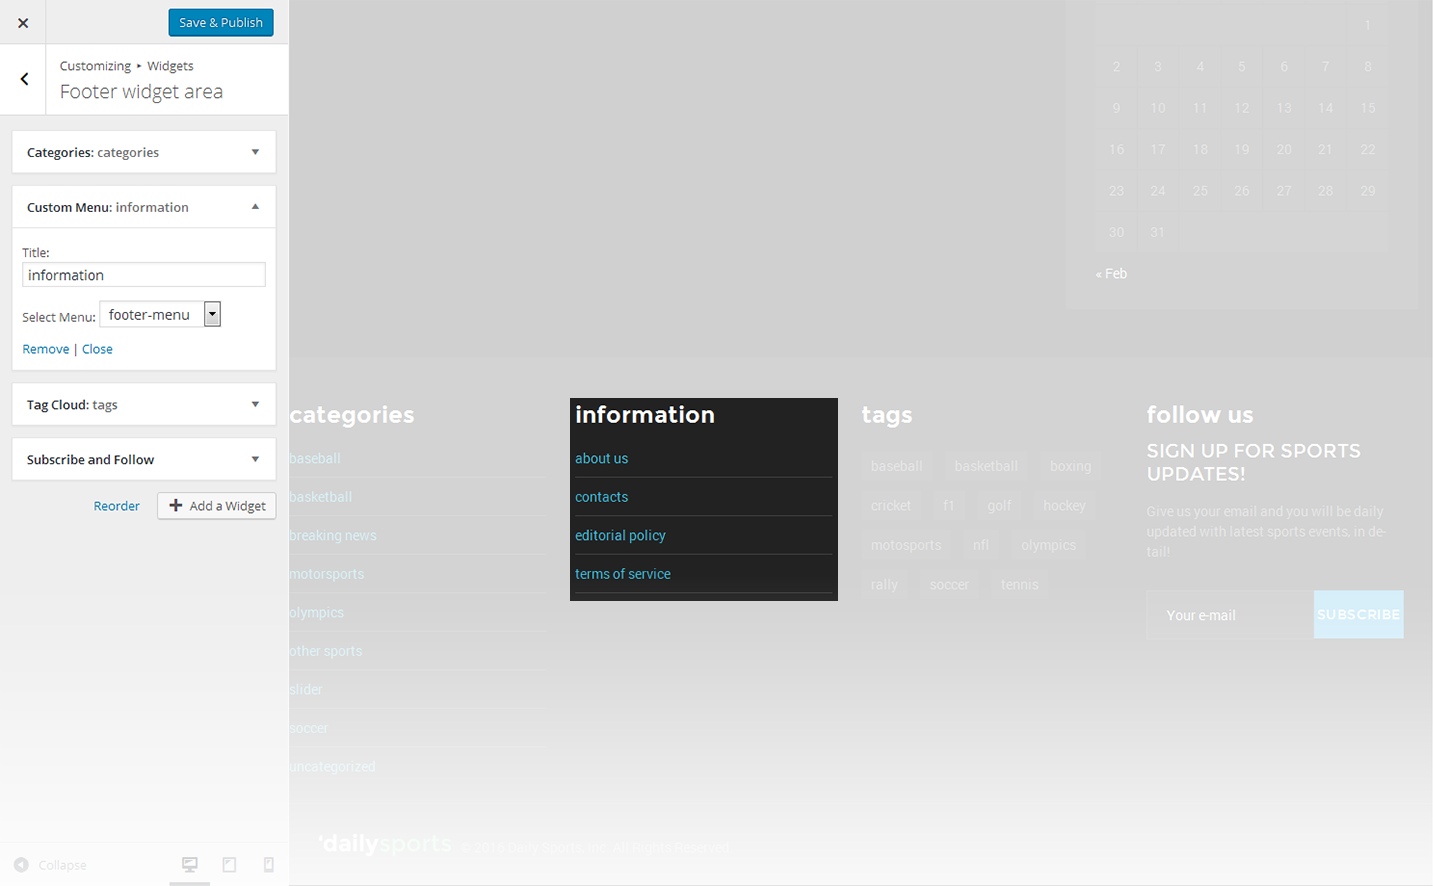 Save & Publish
Customizing ▸ Widgets
Footer widget area
Categories: categories
Custom Menu: information
Title:
information
Select Menu: footer-menu
Remove | Close
Tag Cloud: tags
Subscribe and Follow
Reorder
Add a Widget
Collapse
1
2 3 4 5 6 7 8
9 10 11 12 13 14 15
16 17 18 19 20 21 22
23 24 25 26 27 28 29
30 31
« Feb
categories
baseball
basketball
breaking news
motorsports
olympics
other sports
slider
soccer
uncategorized
information
about us
contacts
editorial policy
terms of service
tags
baseball basketball boxing
cricket f1 golf hockey
motosports nfl olympics
rally soccer tennis
follow us
SIGN UP FOR SPORTS
UPDATES!
Give us your email and you will be daily
updated with latest sports events, in de-
tail!
Your e-mail SUBSCRIBE
'dailysports © 2016 Daily Sports, Inc. All Rights Reserved